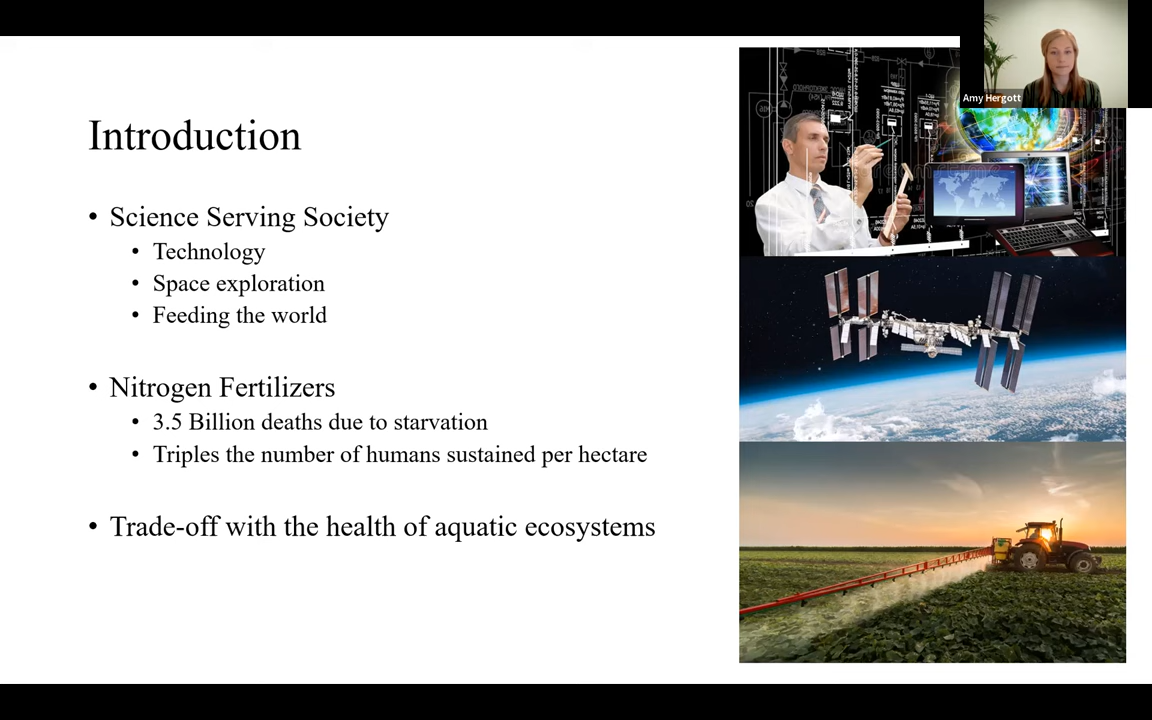 Amy Hergott
Introduction
• Science Serving Society
• Technology
• Space exploration
• Feeding the world
• Nitrogen Fertilizers
• 3.5 Billion deaths due to starvation
• Triples the number of humans sustained per hectare
• Trade-off with the health of aquatic ecosystems